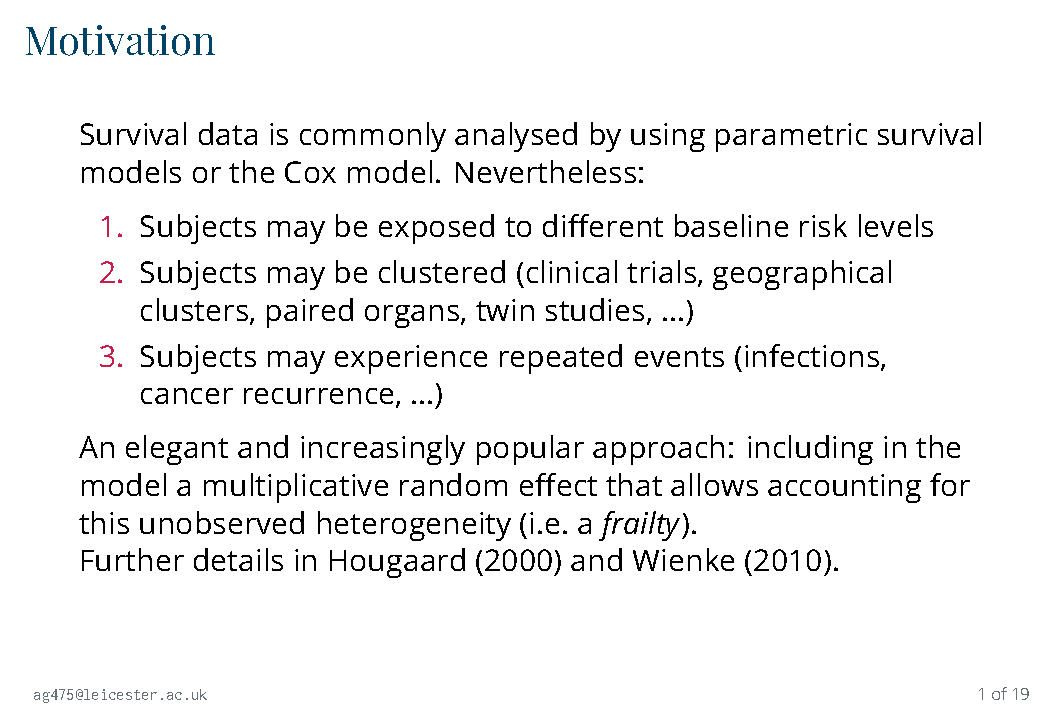 Motivation
Survival data is commonly analysed by using parametric survival
models or the Cox model. Nevertheless:
1. Subjects may be exposed to different baseline risk levels
2. Subjects may be clustered (clinical trials, geographical
clusters, paired organs, twin studies, ...)
3. Subjects may experience repeated events (infections,
cancer recurrence, ...)
An elegant and increasingly popular approach: including in the
model a multiplicative random effect that allows accounting for
this unobserved heterogeneity (i.e. a frailty).
Further details in Hougaard (2000) and Wienke (2010).
ag475@leicester.ac.uk
1 of 19